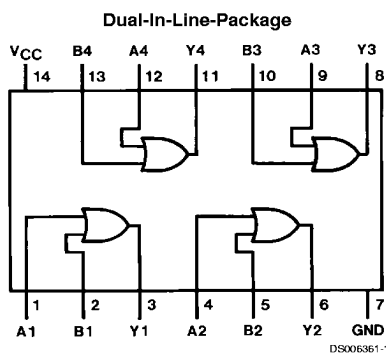 Dual-In-Line-Package
VCC B4 A4 Y4 B3 A3 Y3
14 13 12 11 10 9 8
1 2 3 4 5 6 7
A1 B1 Y1 A2 B2 Y2 GND
DS006361-1